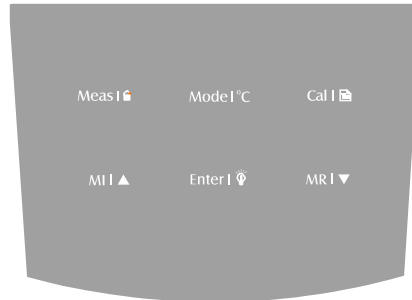 Meas | Mode | °C Cal |
MI | ▲ Enter | MR | ▼